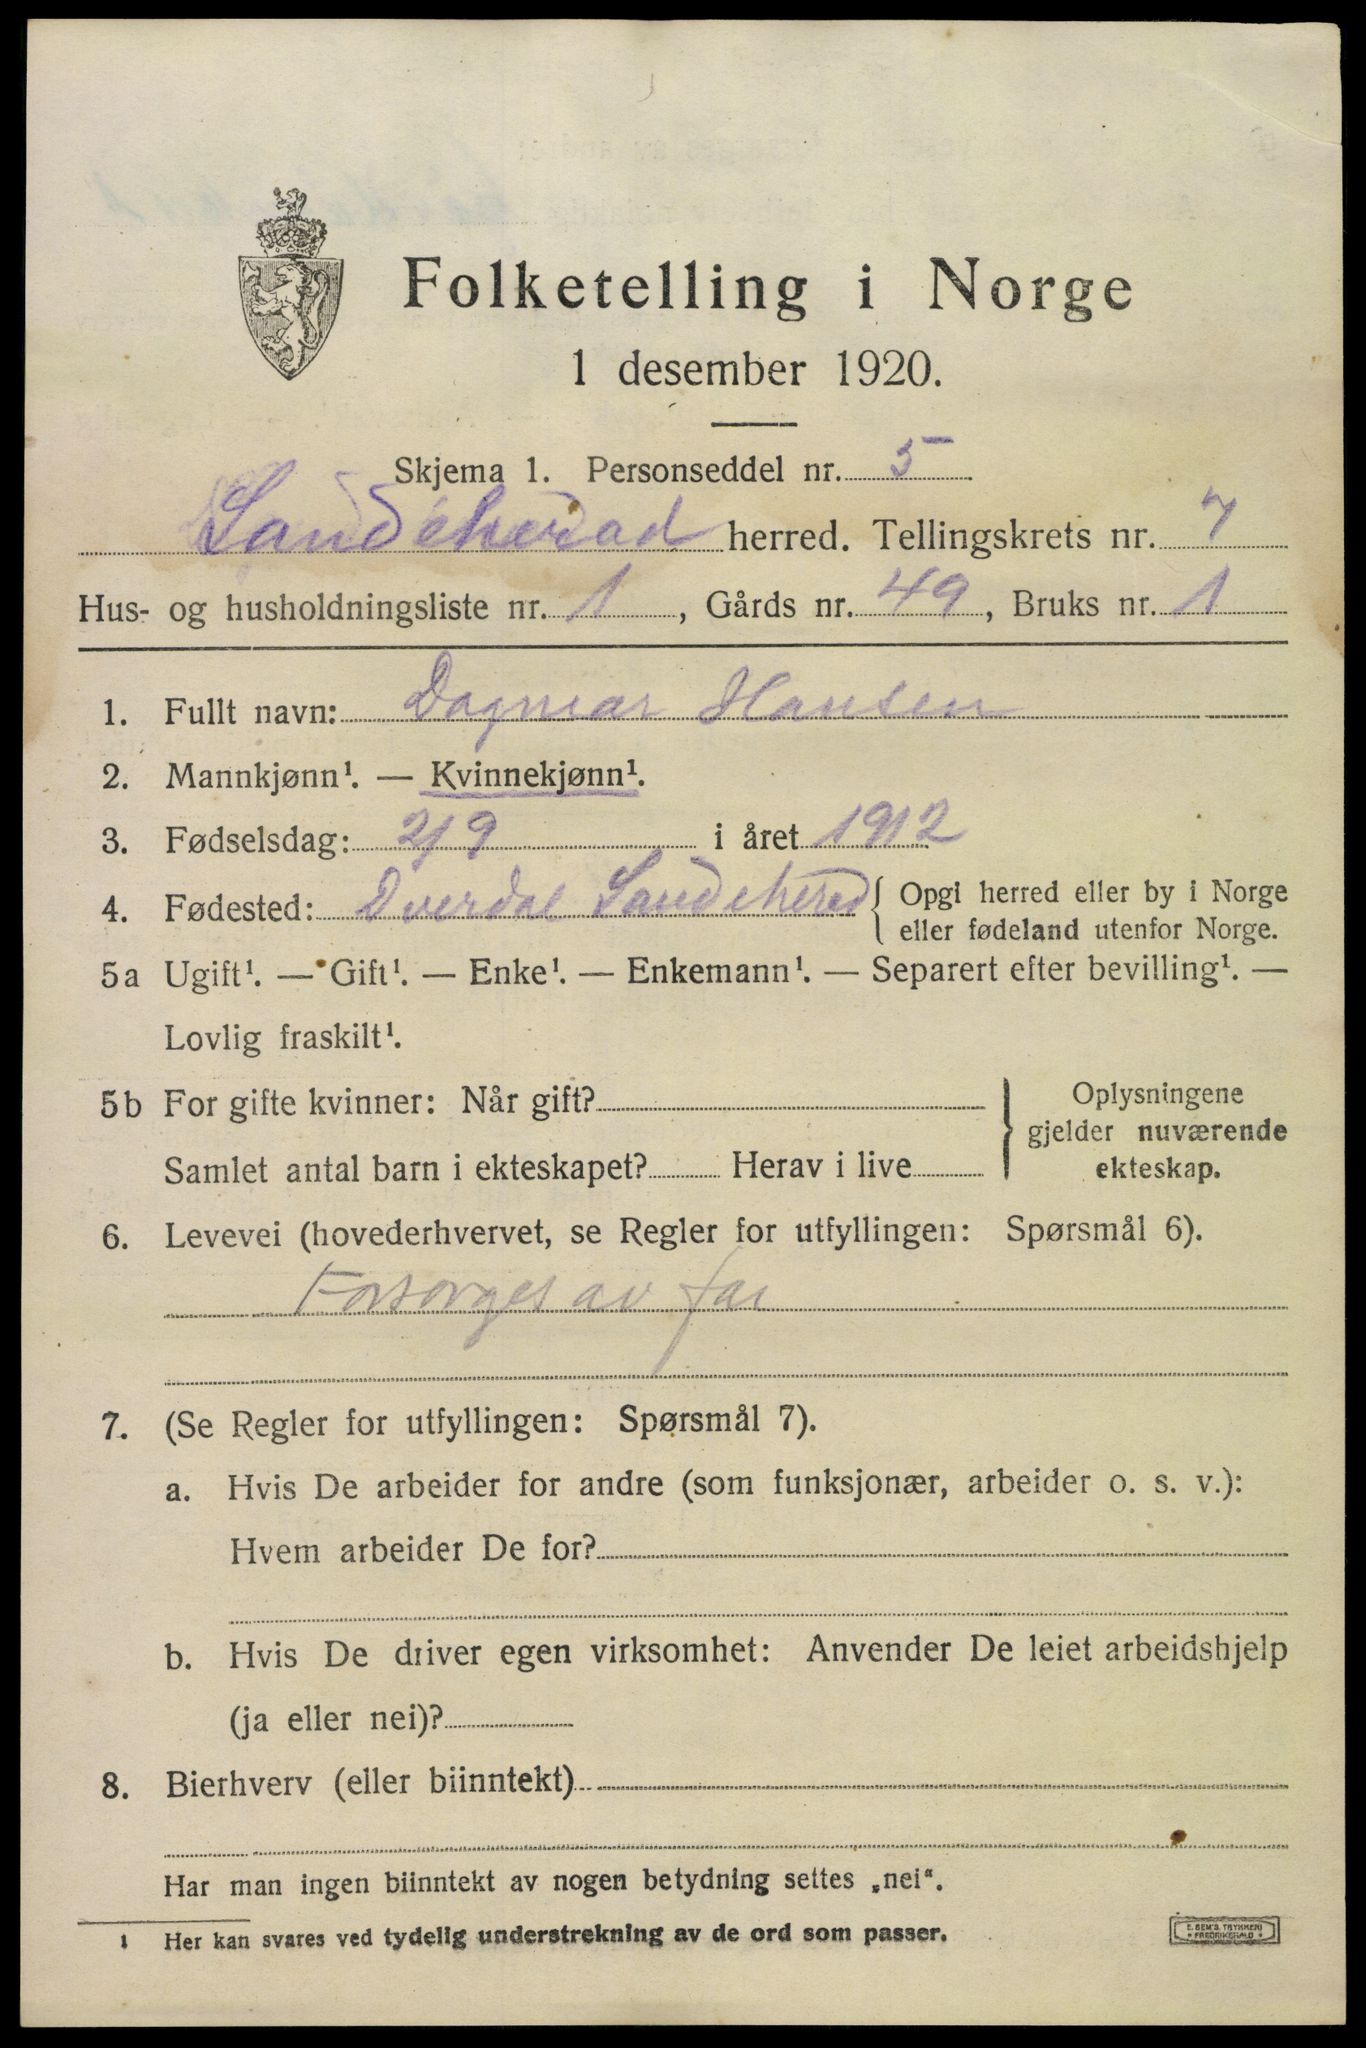 Folketelling i Norge
1 desember 1920.
Skjema 1. Personseddel nr. 5
Sandeherad herred. Tellingskrets nr. 7
Hus- og husholdningsliste nr. 1, Gårds nr. 49, Bruks nr. 1
1. Fullt navn: Dagmar Hansen
2. Mannkjønn¹. — Kvinnekjønn¹.
3. Fødselsdag: 2/9 i året 1912
4. Fødested: Dverdal Sandehered { Opgi herred eller by i Norge
eller fødeland utenfor Norge.
5a Ugift¹. — Gift¹. — Enke¹. — Enkemann¹. — Separert efter bevilling¹. —
Lovlig fraskilt¹.
5b For gifte kvinner: Når gift?
Samlet antal barn i ekteskapet? Herav i live
} Oplysningene
gjelder nuværende
ekteskap.
6. Levevei (hovederhvervet, se Regler for utfyllingen: Spørsmål 6).
Forsorges av far
7. (Se Regler for utfyllingen: Spørsmål 7).
a. Hvis De arbeider for andre (som funksjonær, arbeider o. s. v.):
Hvem arbeider De for?
b. Hvis De driver egen virksomhet: Anvender De leiet arbeidshjelp
(ja eller nei)?
8. Bierhverv (eller biinntekt)
Har man ingen biinntekt av nogen betydning settes „nei“.
1 Her kan svares ved tydelig understrekning av de ord som passer.
E. SEM'S TRYKKERI
* FREDRIKSHALD *